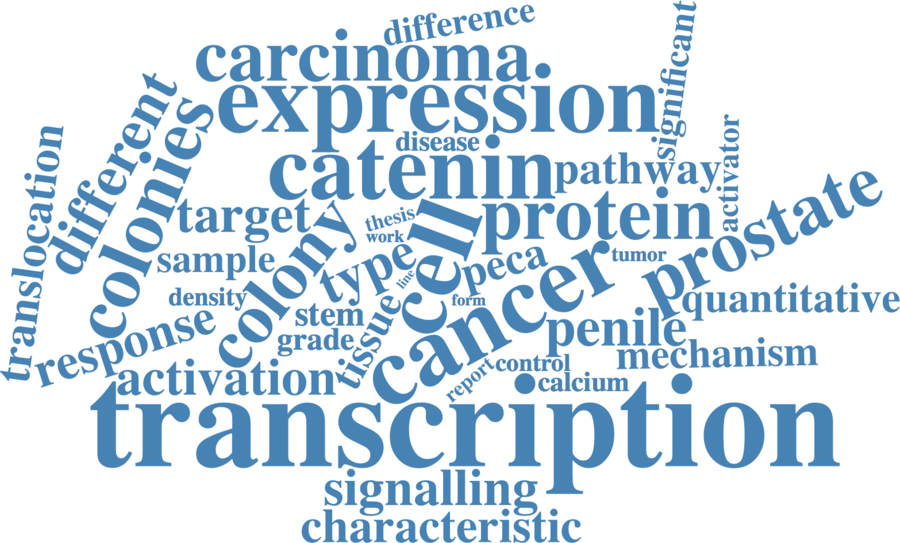 difference
significant
carcinoma
expression
different
colonies
translocation
disease
activator
catenin
pathway
prostate
target
thesis
work
cell
protein
colony
type
sample
peca
tumor
line
density
form
cancer
quantitative
response
stem
tissue
penile
grade
mechanism
activation
report
control
calcium
transcription
signalling
characteristic